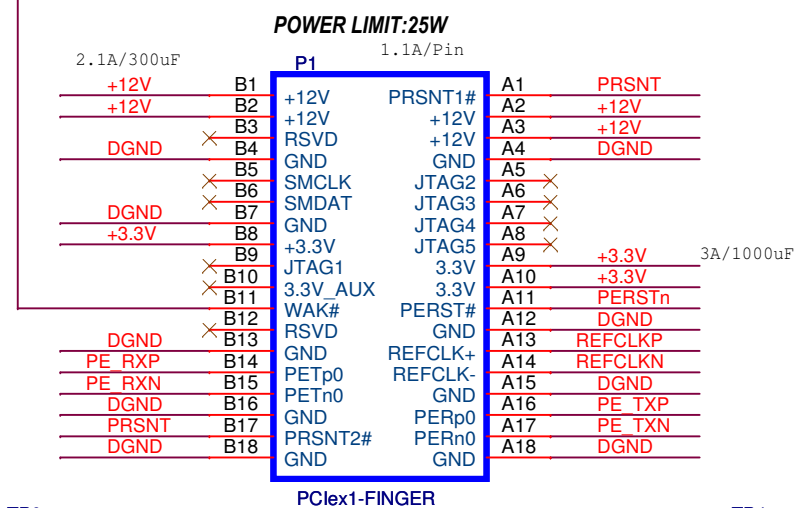 POWER LIMIT:25W
2.1A/300uF 1.1A/Pin
P1
+12V B1 +12V PRSNT1# A1 PRSNT
+12V B2 +12V +12V A2 +12V
B3 RSVD +12V A3 +12V
DGND B4 GND GND A4 DGND
B5 SMCLK JTAG2 A5
B6 SMDAT JTAG3 A6
DGND B7 GND JTAG4 A7
+3.3V B8 +3.3V JTAG5 A8
B9 JTAG1 3.3V A9 +3.3V 3A/1000uF
B10 3.3V_AUX 3.3V A10 +3.3V
B11 WAK# PERST# A11 PERSTn
B12 RSVD GND A12 DGND
DGND B13 GND REFCLK+ A13 REFCLKP
PE_RXP B14 PETp0 REFCLK- A14 REFCLKN
PE_RXN B15 PETn0 GND A15 DGND
DGND B16 GND PERp0 A16 PE_TXP
PRSNT B17 PRSNT2# PERn0 A17 PE_TXN
DGND B18 GND GND A18 DGND
PCIex1-FINGER